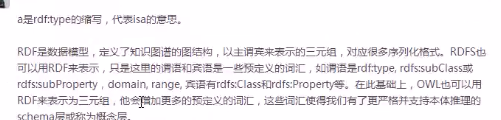 a是rdf:type的缩写，代表isa的意思。
RDF是数据模型，定义了知识图谱的图结构，以主谓宾来表示的三元组，对应很多序列化格式。RDFS也
可以用RDF来表示，只是这里的谓语和宾语是一些预定义的词汇，如谓语是rdf:type, rdfs:subClass或
rdfs:subProperty，domain, range, 宾语有rdfs:Class和rdfs:Property等。在此基础上，OWL也可以用
RDF来表示为三元组，他会增加更多的预定义的词汇，这些词汇使得我们有了更严格并支持本体推理的
schema层或称为概念层。